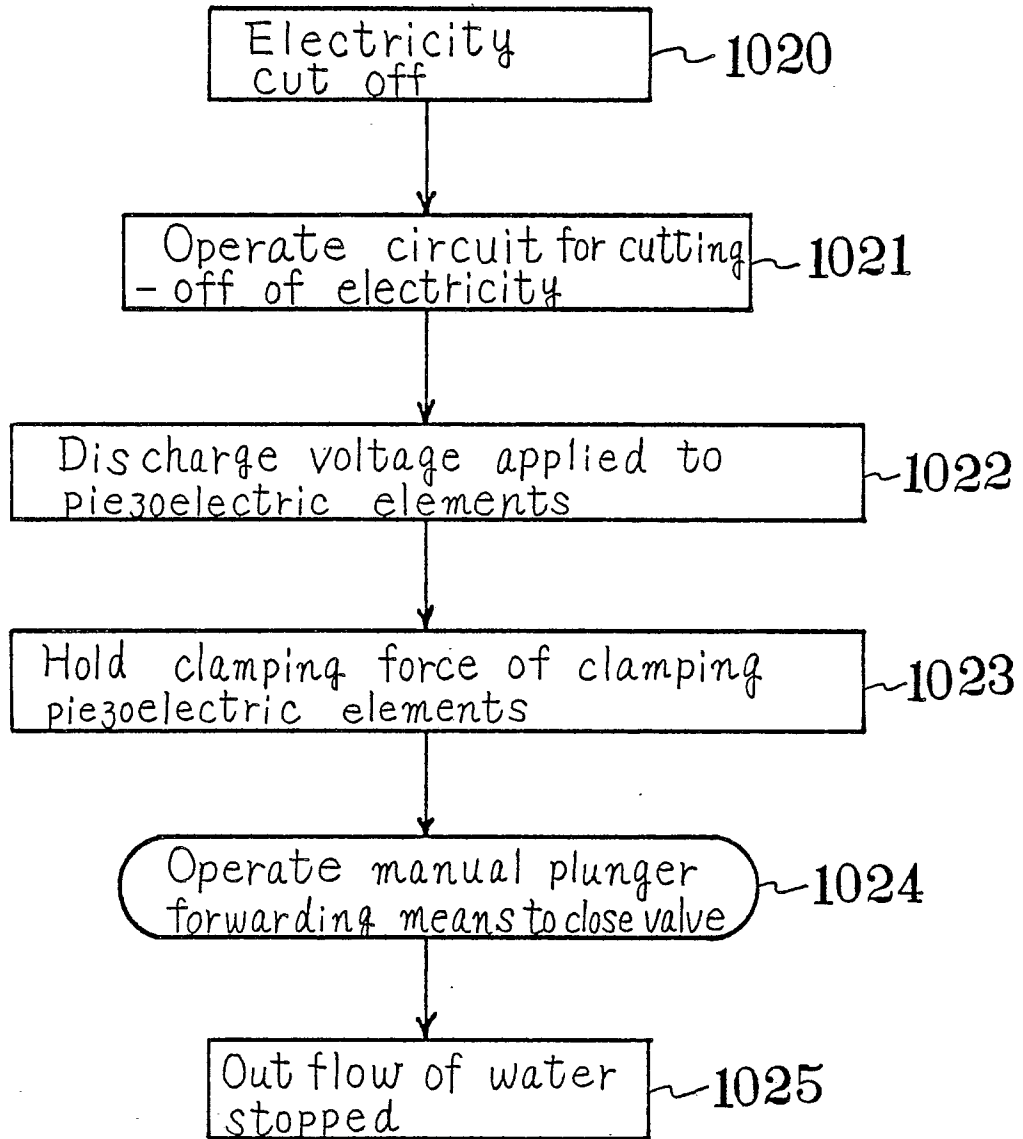 Electricity
cut off
1020
Operate circuit for cutting
- off of electricity
1021
Discharge voltage applied to
piezoelectric elements
1022
Hold clamping force of clamping
piezoelectric elements
1023
Operate manual plunger
forwarding means to close valve
1024
Out flow of water
stopped
1025